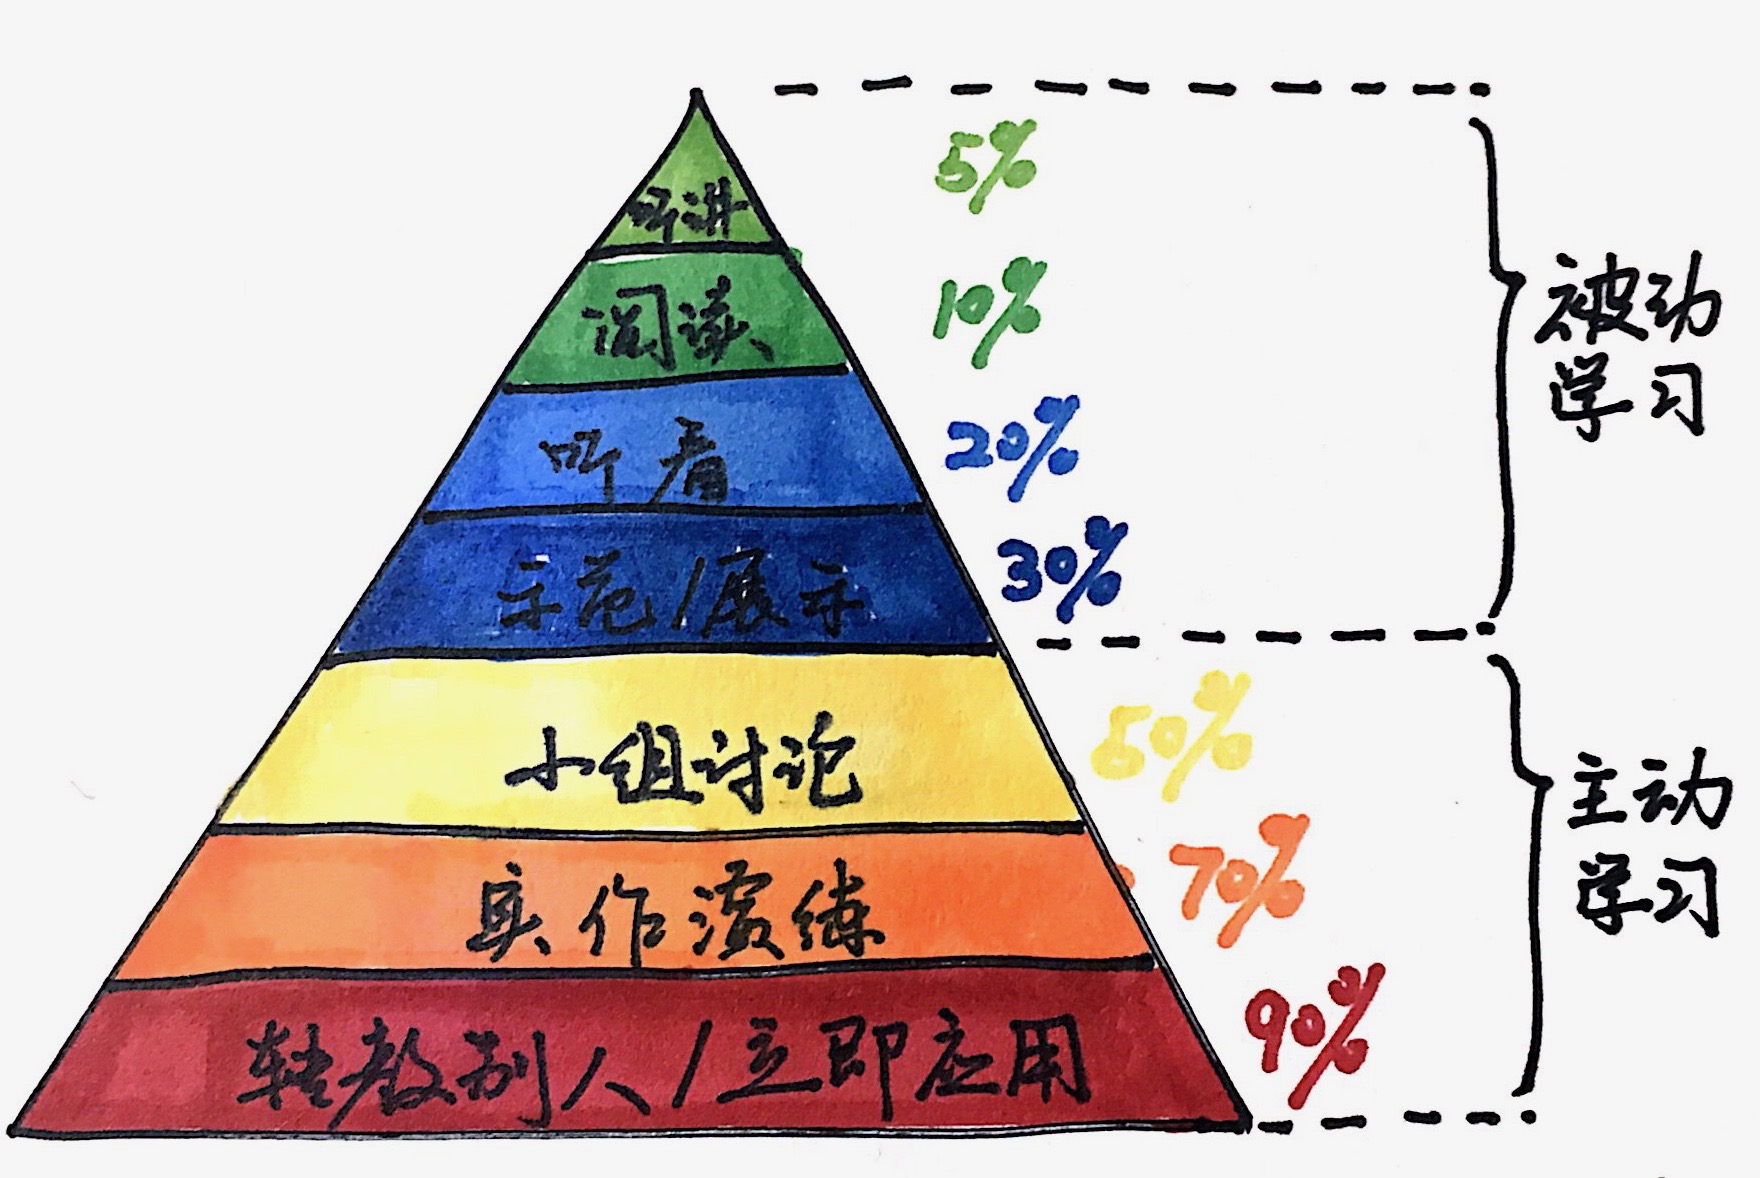 听讲
5%
阅读
10%
听看
20%
示范/展示
30%
被动
学习
小组讨论
50%
实作演练
70%
转教别人/立即应用
90%
主动
学习